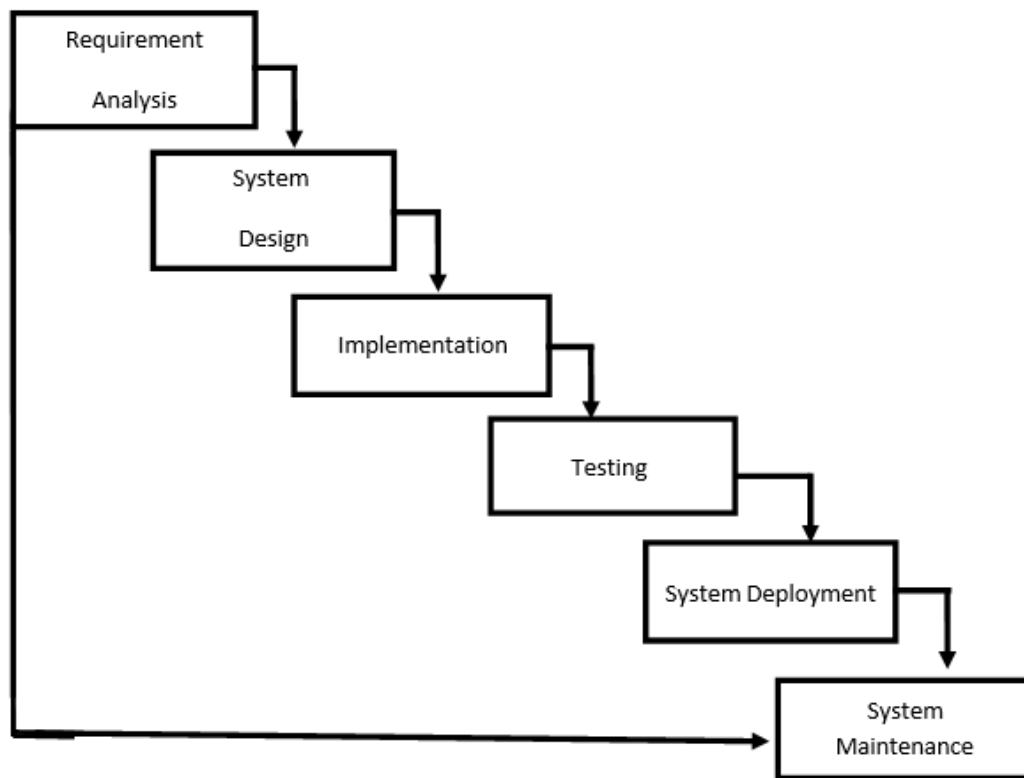 Requirement
Analysis
System
Design
Implementation
Testing
System Deployment
System
Maintenance